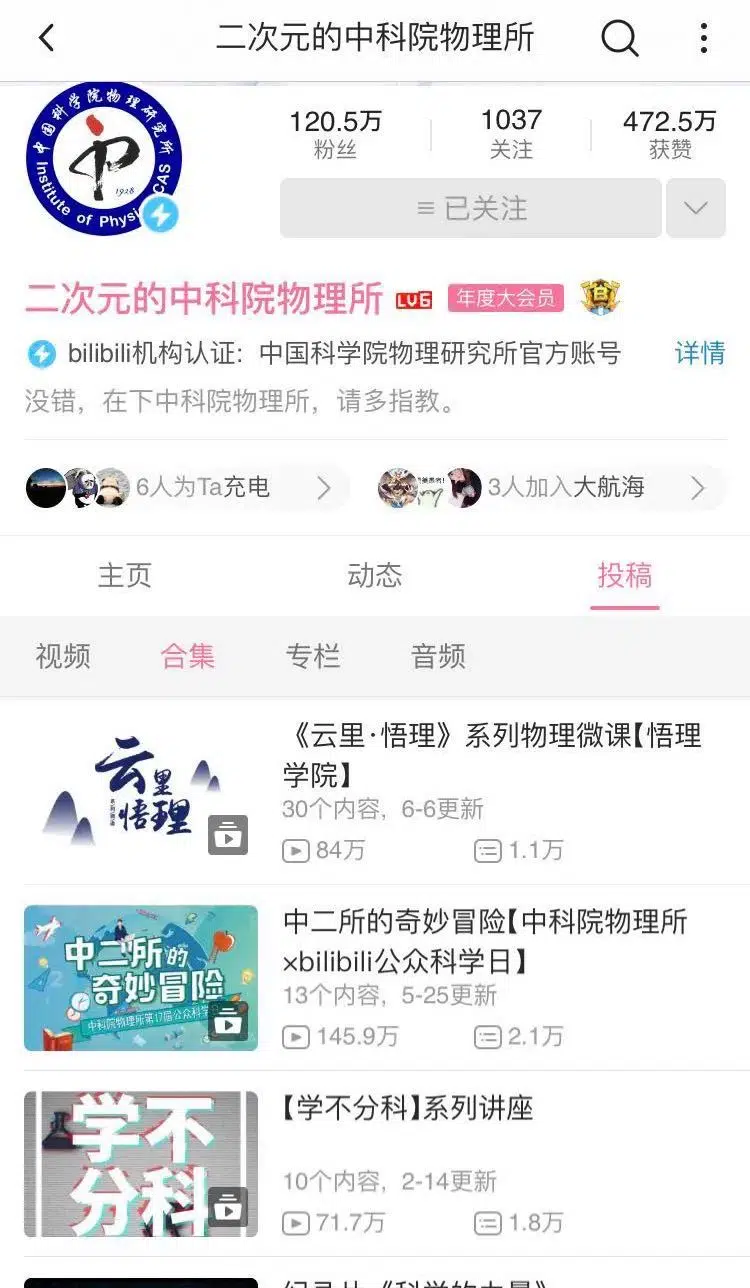 二次元的中科院物理所
中国科学院物理研究所
Institute of Physi CAS
1928
120.5万
1037
472.5万
粉丝
关注
获赞
已关注
二次元的中科院物理所 LV6 年度大会员
bilibili机构认证: 中国科学院物理研究所官方账号 详情
没错，在下中科院物理所，请多指教。
6人为Ta充电
3人加入大航海
主页
动态
投稿
视频
合集
专栏
音频
云里
悟理
《云里·悟理》系列物理微课【悟理
学院】
30个内容，6-6更新
84万
1.1万
中二所的
奇妙冒险
中科院物理所第17届公众科学
中二所的奇妙冒险【中科院物理所
×bilibili公众科学日】
13个内容，5-25更新
145.9万
2.1万
学不
分科
【学不分科】系列讲座
10个内容，2-14更新
71.7万
1.8万